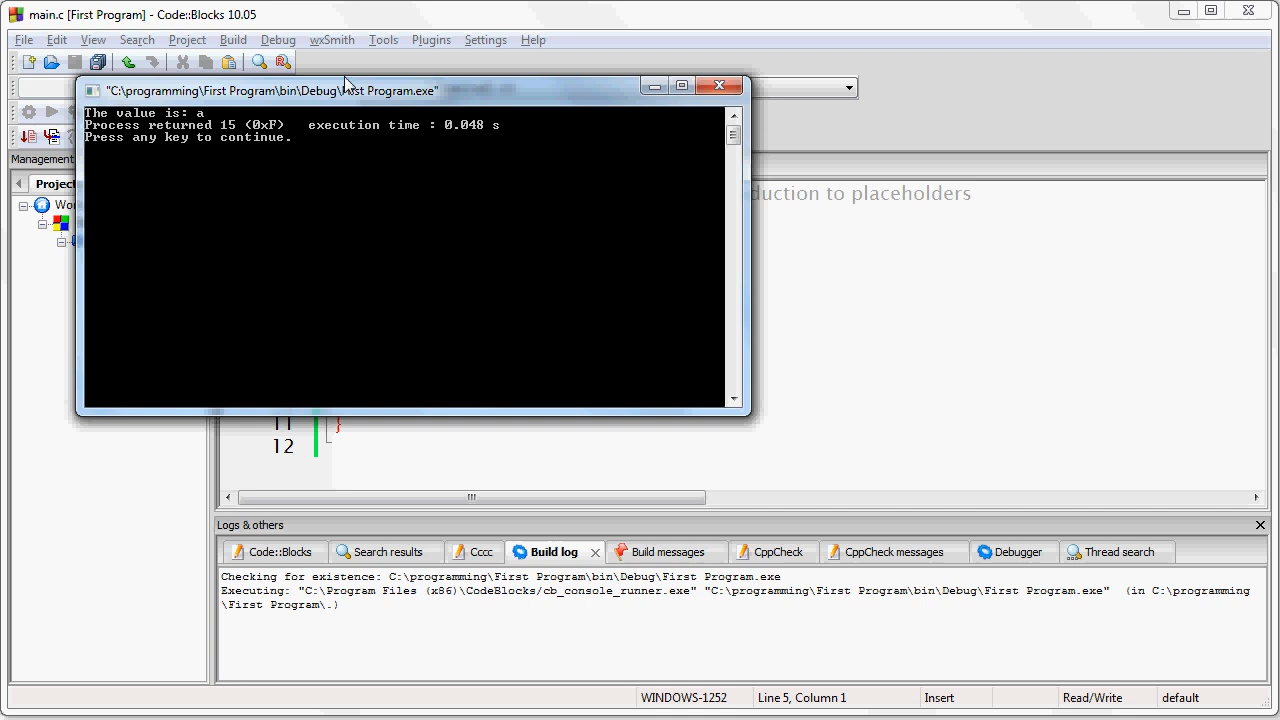 main.c [First Program] - Code::Blocks 10.05
File Edit View Search Project Build Debug wxSmith Tools Plugins Settings Help
"C:\programming\First Program\bin\Debug\First Program.exe"
The value is: a
Process returned 15 (0xF)   execution time : 0.048 s
Press any key to continue.
Management
Project
duction to placeholders
11 }
12
Logs & others
Code::Blocks Search results Cccc Build log Build messages CppCheck CppCheck messages Debugger Thread search
Checking for existence: C:\programming\First Program\bin\Debug\First Program.exe
Executing: "C:\Program Files (x86)\CodeBlocks/cb_console_runner.exe" "C:\programming\First Program\bin\Debug\First Program.exe"  (in C:\programming
\First Program\.)
WINDOWS-1252 Line 5, Column 1 Insert Read/Write default